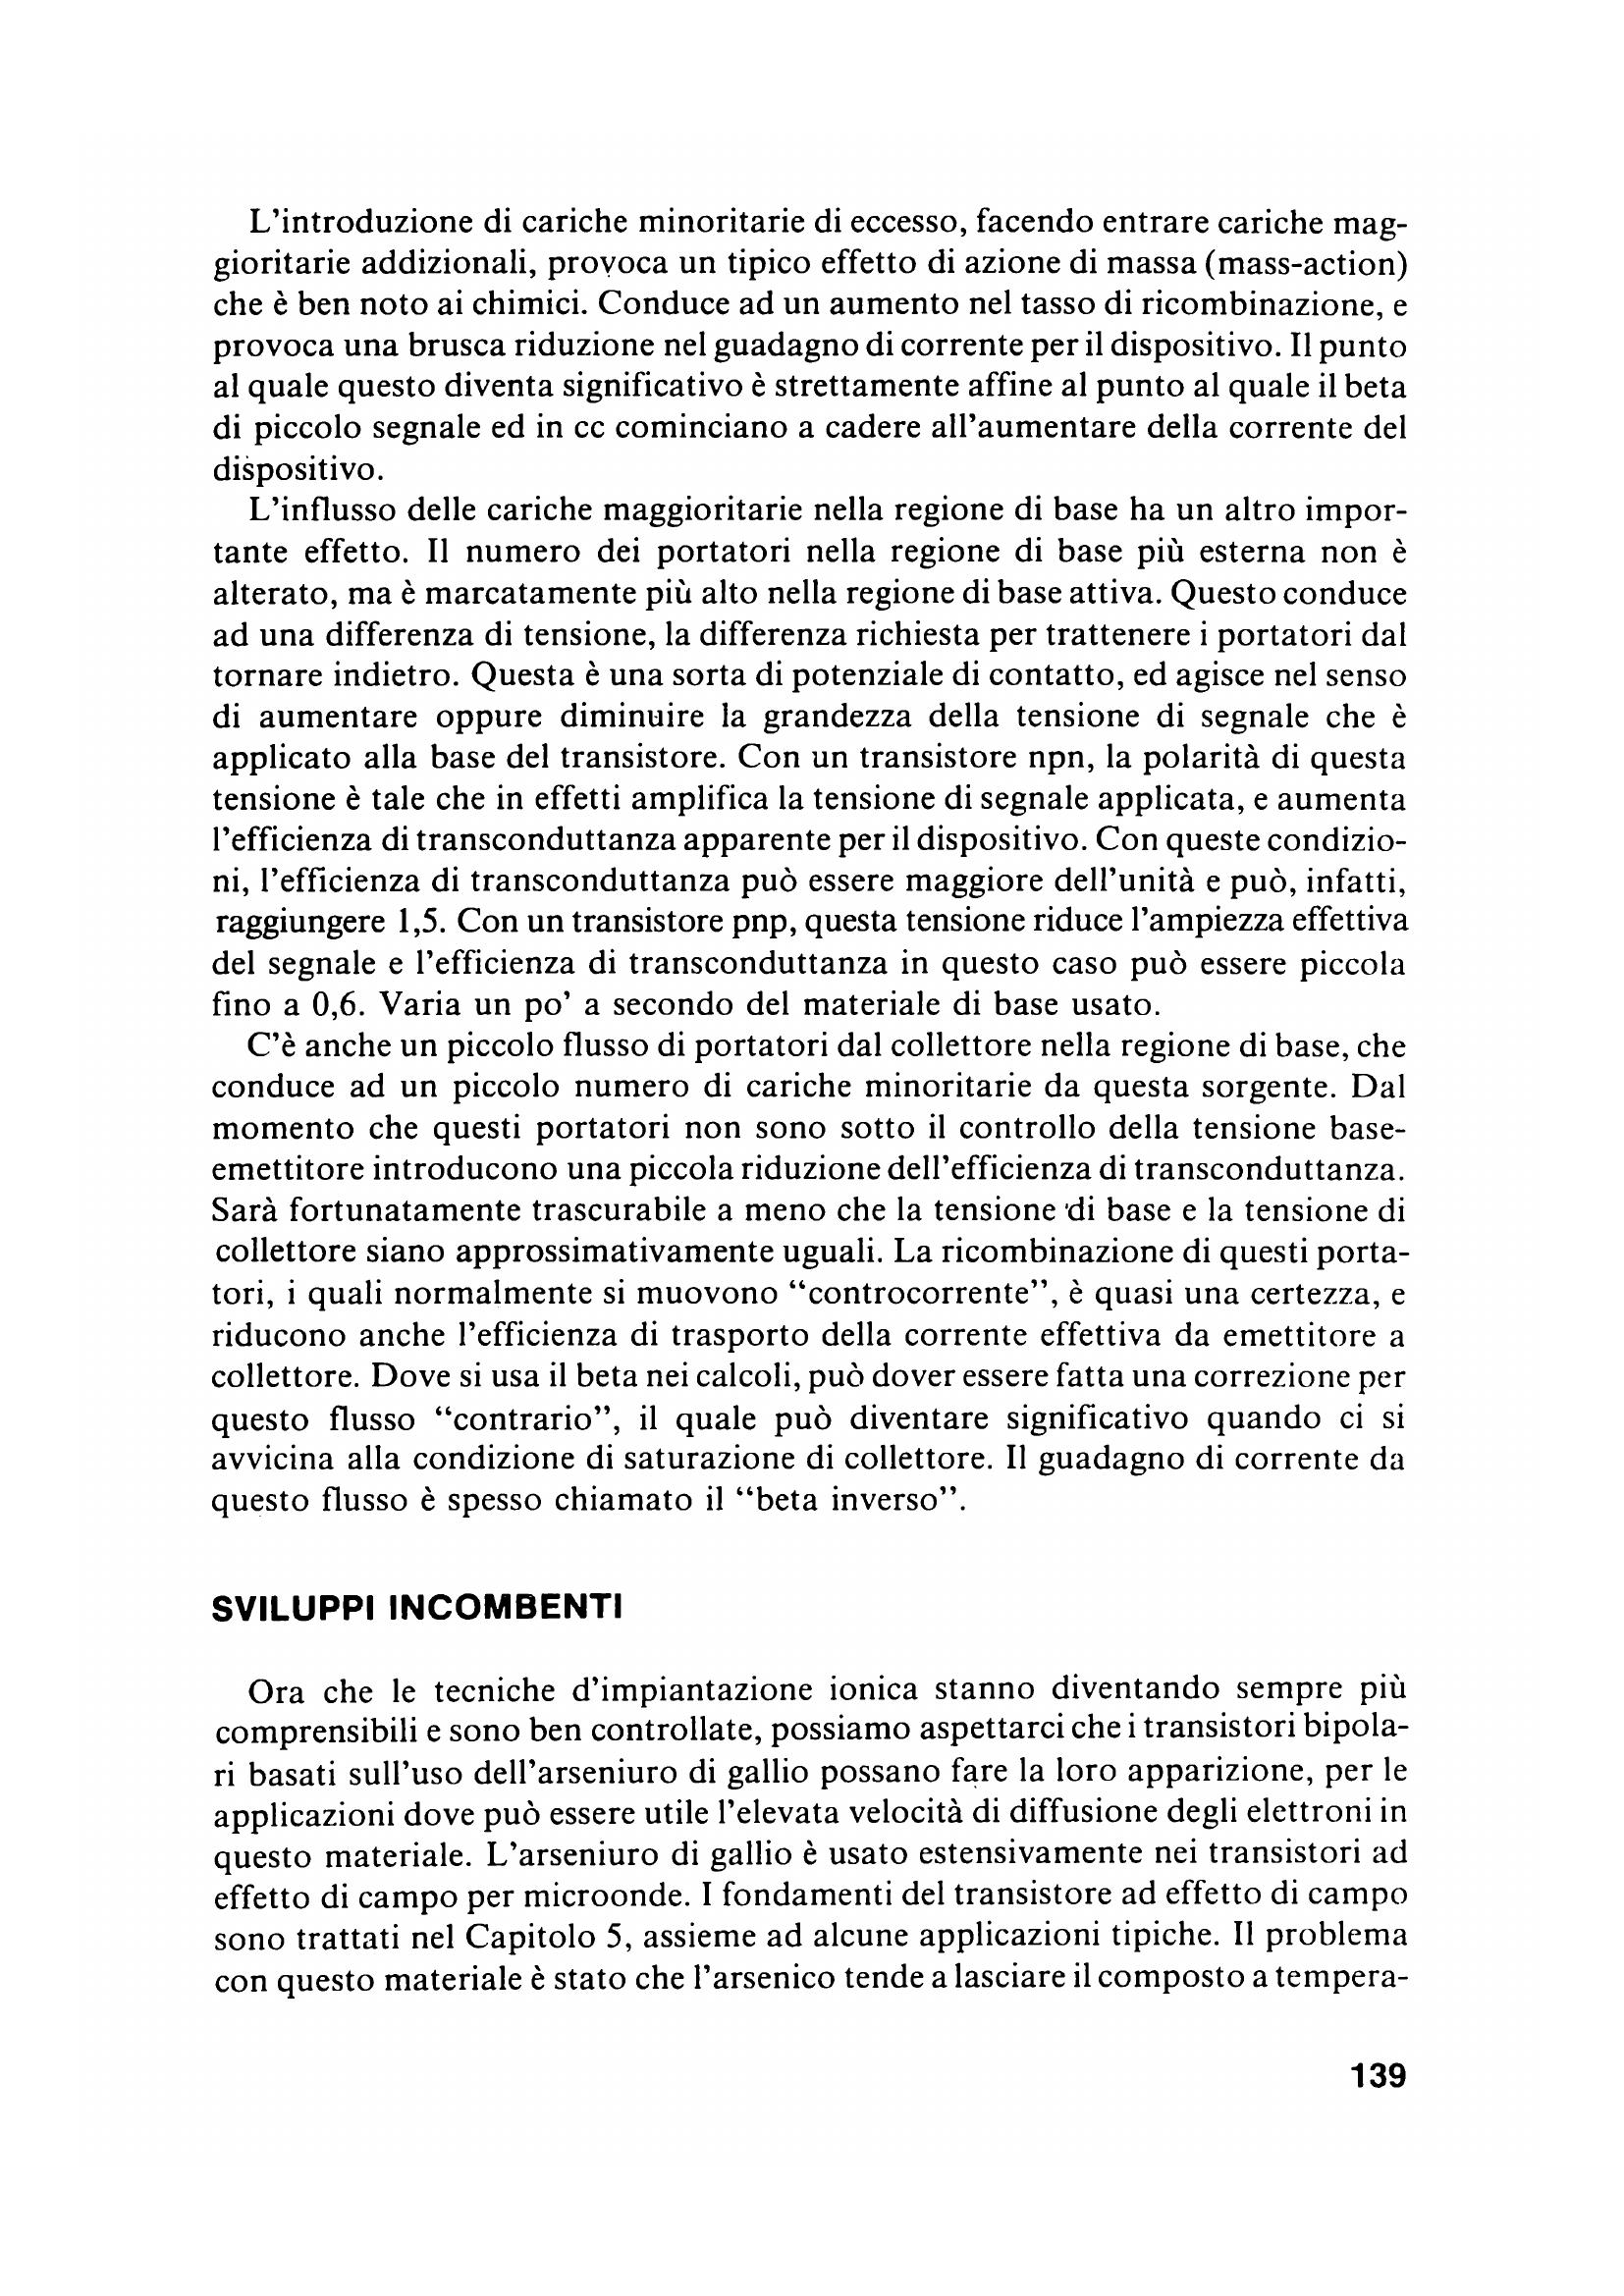 L'introduzione di cariche minoritarie di eccesso, facendo entrare cariche mag-
gioritarie addizionali, provoca un tipico effetto di azione di massa (mass-action)
che è ben noto ai chimici. Conduce ad un aumento nel tasso di ricombinazione, e
provoca una brusca riduzione nel guadagno di corrente per il dispositivo. Il punto
al quale questo diventa significativo è strettamente affine al punto al quale il beta
di piccolo segnale ed in cc cominciano a cadere all'aumentare della corrente del
dispositivo.
L'influsso delle cariche maggioritarie nella regione di base ha un altro impor-
tante effetto. Il numero dei portatori nella regione di base più esterna non è
alterato, ma è marcatamente più alto nella regione di base attiva. Questo conduce
ad una differenza di tensione, la differenza richiesta per trattenere i portatori dal
tornare indietro. Questa è una sorta di potenziale di contatto, ed agisce nel senso
di aumentare oppure diminuire la grandezza della tensione di segnale che è
applicato alla base del transistore. Con un transistore npn, la polarità di questa
tensione è tale che in effetti amplifica la tensione di segnale applicata, e aumenta
l'efficienza di transconduttanza apparente per il dispositivo. Con queste condizio-
ni, l'efficienza di transconduttanza può essere maggiore dell'unità e può, infatti,
raggiungere 1,5. Con un transistore pnp, questa tensione riduce l'ampiezza effettiva
del segnale e l'efficienza di transconduttanza in questo caso può essere piccola
fino a 0,6. Varia un po' a secondo del materiale di base usato.
C'è anche un piccolo flusso di portatori dal collettore nella regione di base, che
conduce ad un piccolo numero di cariche minoritarie da questa sorgente. Dal
momento che questi portatori non sono sotto il controllo della tensione base-
emettitore introducono una piccola riduzione dell'efficienza di transconduttanza.
Sarà fortunatamente trascurabile a meno che la tensione di base e la tensione di
collettore siano approssimativamente uguali. La ricombinazione di questi porta-
tori, i quali normalmente si muovono “controcorrente”, è quasi una certezza, e
riducono anche l'efficienza di trasporto della corrente effettiva da emettitore a
collettore. Dove si usa il beta nei calcoli, può dover essere fatta una correzione per
questo flusso “contrario”, il quale può diventare significativo quando ci si
avvicina alla condizione di saturazione di collettore. Il guadagno di corrente da
questo flusso è spesso chiamato il “beta inverso”.
SVILUPPI INCOMBENTI
Ora che le tecniche d'impiantazione ionica stanno diventando sempre più
comprensibili e sono ben controllate, possiamo aspettarci che i transistori bipola-
ri basati sull'uso dell'arseniuro di gallio possano fare la loro apparizione, per le
applicazioni dove può essere utile l'elevata velocità di diffusione degli elettroni in
questo materiale. L'arseniuro di gallio è usato estensivamente nei transistori ad
effetto di campo per microonde. I fondamenti del transistore ad effetto di campo
sono trattati nel Capitolo 5, assieme ad alcune applicazioni tipiche. Il problema
con questo materiale è stato che l'arsenico tende a lasciare il composto a tempera-
139